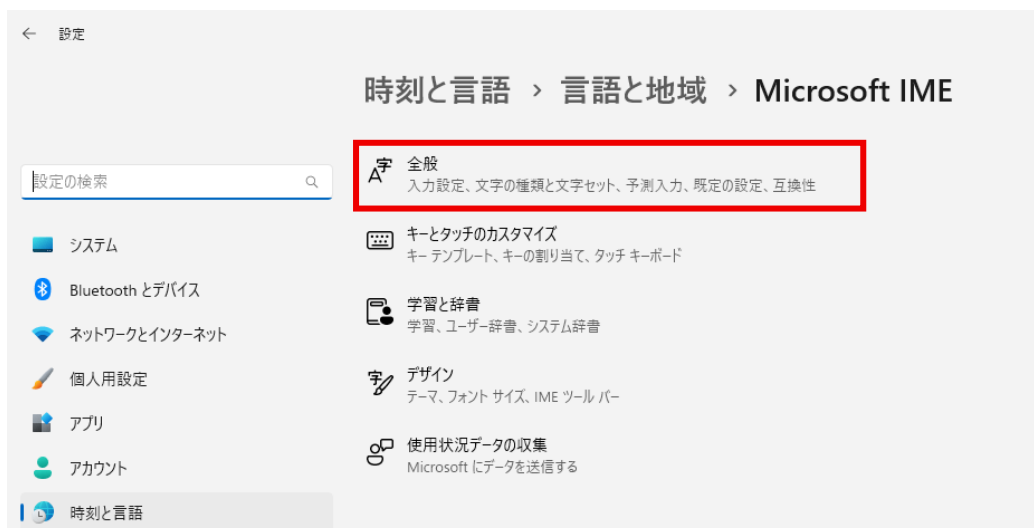 ← 設定
時刻と言語 › 言語と地域 › Microsoft IME
設定の検索
システム
Bluetooth とデバイス
ネットワークとインターネット
個人用設定
アプリ
アカウント
時刻と言語
全般
入力設定、文字の種類と文字セット、予測入力、既定の設定、互換性
キーとタッチのカスタマイズ
キー テンプレート、キーの割り当て、タッチ キーボード
学習と辞書
学習、ユーザー辞書、システム辞書
デザイン
テーマ、フォント サイズ、IME ツール バー
使用状況データの収集
Microsoft にデータを送信する